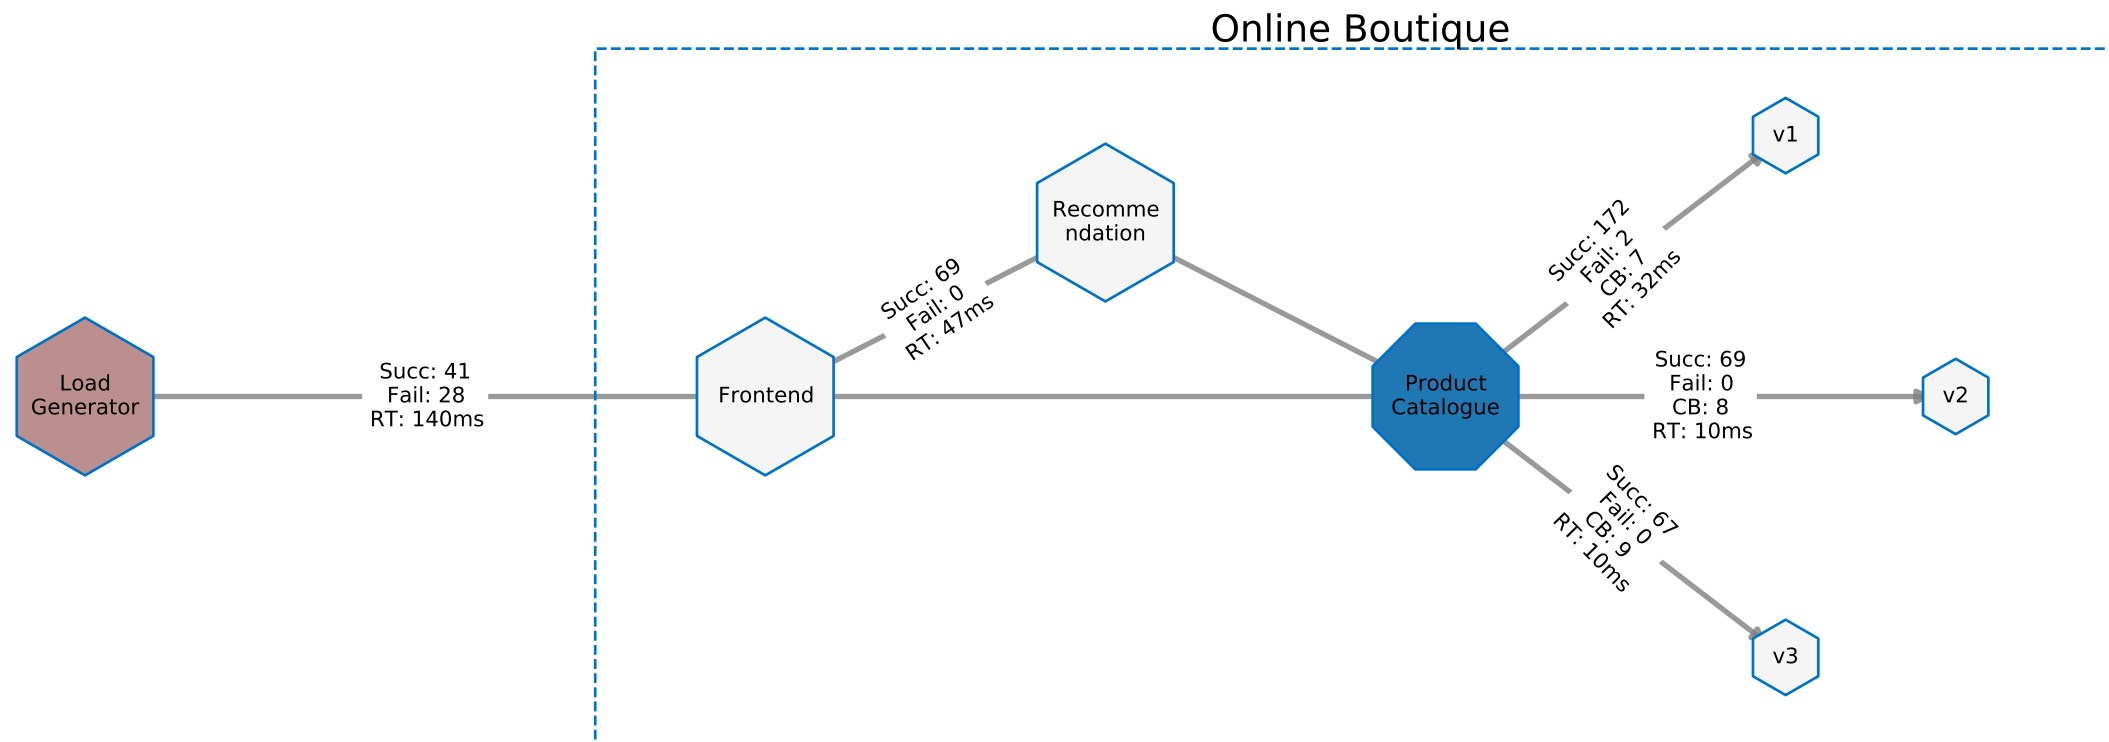 Online Boutique
v1
Recomme
ndation
Succ: 172
Fail: 2
CB: 7
RT: 32ms
Succ: 69
Fail: 0
RT: 47ms
Load
Generator
Succ: 41
Fail: 28
RT: 140ms
Frontend
Product
Catalogue
Succ: 69
Fail: 0
CB: 8
RT: 10ms
v2
Succ: 67
Fail: 0
CB: 9
RT: 10ms
v3